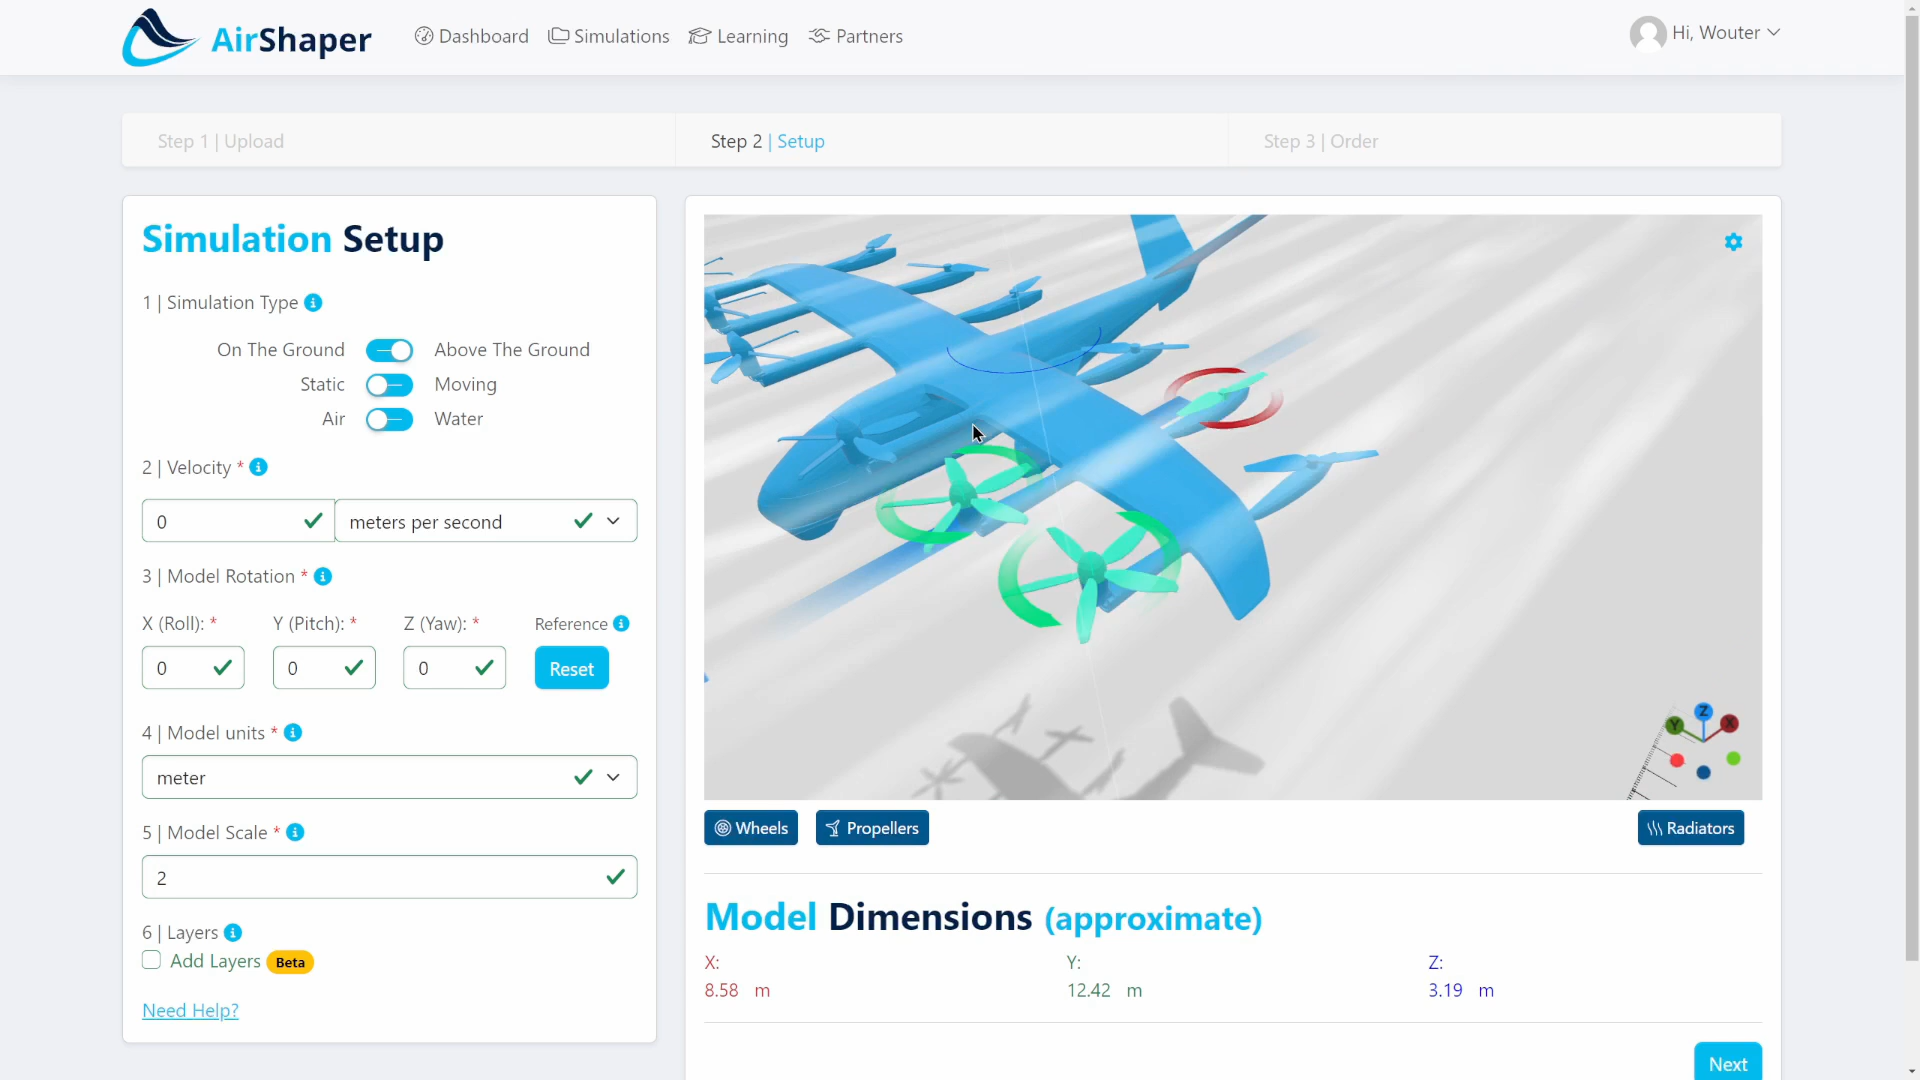 AirShaper
Dashboard
Simulations
Learning
Partners
Hi, Wouter
Step 1 | Upload
Step 2 | Setup
Step 3 | Order
Simulation Setup
1 | Simulation Type
On The Ground
Above The Ground
Static
Moving
Air
Water
2 | Velocity *
0
meters per second
3 | Model Rotation *
X (Roll): *
Y (Pitch): *
Z (Yaw): *
Reference
0
0
0
Reset
4 | Model units *
meter
5 | Model Scale *
2
6 | Layers
Add Layers Beta
Need Help?
Y
Z
X
Wheels
Propellers
Radiators
Model Dimensions (approximate)
X:
Y:
Z:
8.58 m
12.42 m
3.19 m
Next